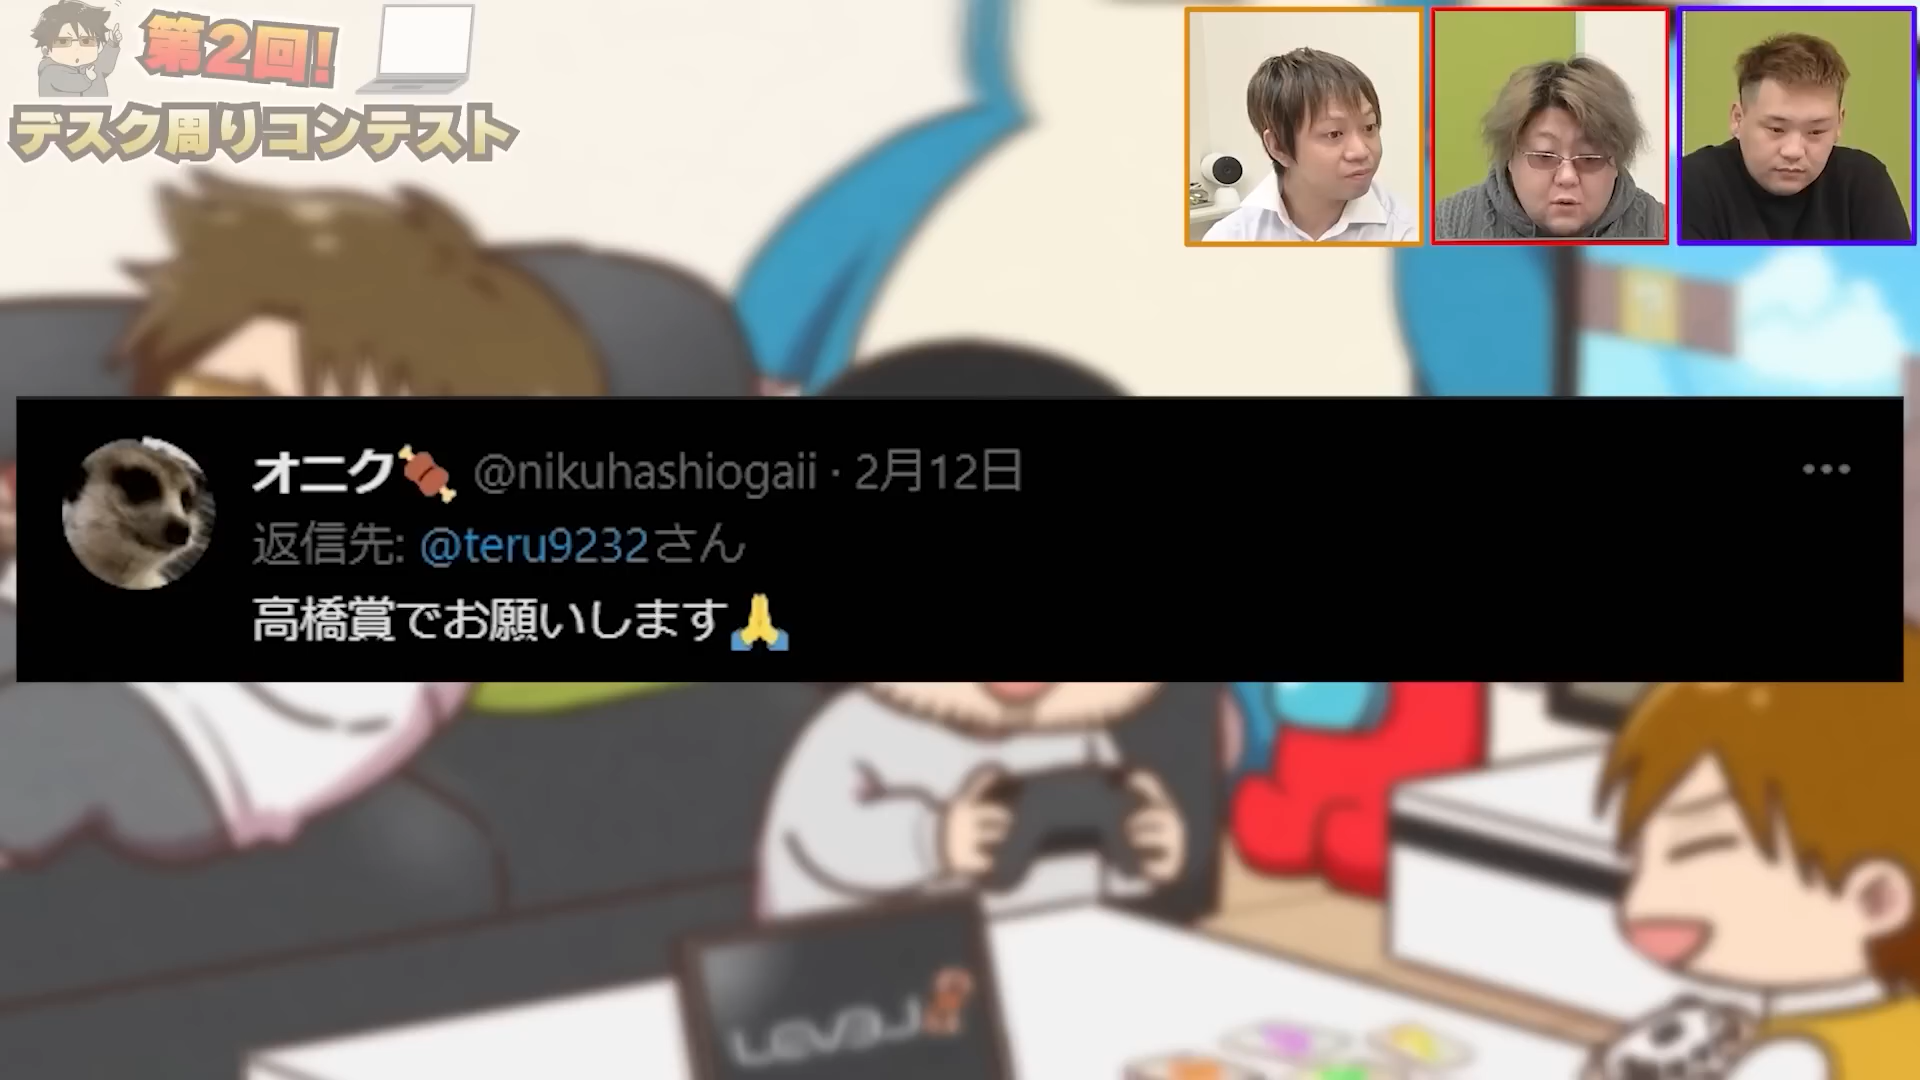 第2回!
デスク周りコンテスト
オニク🍖 @nikuhashiogaii · 2月12日
返信先: @teru9232さん
高橋賞でお願いします🙏
LEVEL